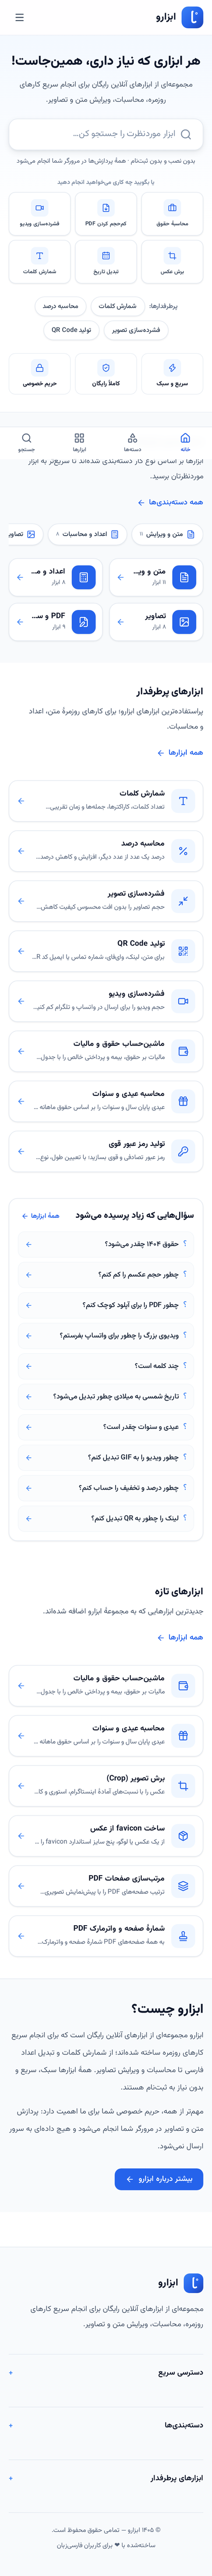 ابزارو
هر ابزاری که نیاز داری، همین‌جاست!
مجموعه‌ای از ابزارهای آنلاین رایگان برای انجام سریع کارهای
روزمره، محاسبات، ویرایش متن و تصاویر.
ابزار موردنظرت را جستجو کن...
بدون نصب و بدون ثبت‌نام · همهٔ پردازش‌ها در مرورگر شما انجام می‌شود
یا بگویید چه کاری می‌خواهید انجام دهید
محاسبهٔ حقوق
کم‌حجم کردن PDF
فشرده‌سازی ویدیو
برش عکس
تبدیل تاریخ
شمارش کلمات
پرطرفدارها:
شمارش کلمات
محاسبه درصد
فشرده‌سازی تصویر
تولید QR Code
سریع و سبک
کاملاً رایگان
حریم خصوصی
خانه
دسته‌ها
ابزارها
جستجو
ابزارها بر اساس نوع کار دسته‌بندی شده‌اند تا سریع‌تر به ابزار
موردنظرتان برسید.
همه دسته‌بندی‌ها
متن و ویرایش ۱۱
اعداد و محاسبات ۸
تصاویر
متن و ویـ...
۱۱ ابزار
اعداد و مـ...
۸ ابزار
تصاویر
۸ ابزار
PDF و سـ...
۹ ابزار
ابزارهای پرطرفدار
پراستفاده‌ترین ابزارهای ابزارو؛ برای کارهای روزمرهٔ متن، اعداد
و محاسبات.
همه ابزارها
شمارش کلمات
تعداد کلمات، کاراکترها، جمله‌ها و زمان تقریبی...
محاسبه درصد
درصد یک عدد از عدد دیگر، افزایش و کاهش درصد...
فشرده‌سازی تصویر
حجم تصاویر را بدون افت محسوس کیفیت کاهش...
تولید QR Code
برای متن، لینک، وای‌فای، شماره تماس یا ایمیل کد R...
فشرده‌سازی ویدیو
حجم ویدیو را برای ارسال در واتساپ و تلگرام کم کنیـ...
ماشین‌حساب حقوق و مالیات
مالیات بر حقوق، بیمه و پرداختی خالص را با جدول...
محاسبه عیدی و سنوات
عیدی پایان سال و سنوات را بر اساس حقوق ماهانه ...
تولید رمز عبور قوی
رمز عبور تصادفی و قوی بسازید؛ با تعیین طول، نوع...
سؤال‌هایی که زیاد پرسیده می‌شود
همهٔ ابزارها
؟ حقوق ۱۴۰۴ چقدر می‌شود؟
؟ چطور حجم عکسم را کم کنم؟
؟ چطور PDF را برای آپلود کوچک کنم؟
؟ ویدیوی بزرگ را چطور برای واتساپ بفرستم؟
؟ چند کلمه است؟
؟ تاریخ شمسی به میلادی چطور تبدیل می‌شود؟
؟ عیدی و سنوات چقدر است؟
؟ چطور ویدیو را به GIF تبدیل کنم؟
؟ چطور درصد و تخفیف را حساب کنم؟
؟ لینک را چطور به QR تبدیل کنم؟
ابزارهای تازه
جدیدترین ابزارهایی که به مجموعهٔ ابزارو اضافه شده‌اند.
همه ابزارها
ماشین‌حساب حقوق و مالیات
مالیات بر حقوق، بیمه و پرداختی خالص را با جدول...
محاسبه عیدی و سنوات
عیدی پایان سال و سنوات را بر اساس حقوق ماهانه ...
برش تصویر (Crop)
عکس را با نسبت‌های آمادهٔ اینستاگرام، استوری و کا...
ساخت favicon از عکس
از یک عکس یا لوگو، پنج سایز استاندارد favicon را ...
مرتب‌سازی صفحات PDF
ترتیب صفحه‌های PDF را با پیش‌نمایش تصویری...
شمارهٔ صفحه و واترمارک PDF
به همهٔ صفحه‌های PDF شمارهٔ صفحه و واترمارک...
ابزارو چیست؟
ابزارو مجموعه‌ای از ابزارهای آنلاین رایگان است که برای انجام سریع
کارهای روزمره ساخته شده‌اند؛ از شمارش کلمات و تبدیل اعداد
فارسی تا محاسبات و ویرایش تصاویر. همهٔ ابزارها سبک، سریع و
بدون نیاز به ثبت‌نام هستند.
مهم‌تر از همه، حریم خصوصی شما برای ما اهمیت دارد: پردازش
متن و تصاویر در مرورگر شما انجام می‌شود و هیچ داده‌ای به سرور
ارسال نمی‌شود.
بیشتر درباره ابزارو
ابزارو
مجموعه‌ای از ابزارهای آنلاین رایگان برای انجام سریع کارهای
روزمره، محاسبات، ویرایش متن و تصاویر.
دسترسی سریع +
دسته‌بندی‌ها +
ابزارهای پرطرفدار +
© ۱۴۰۵ ابزارو — تمامی حقوق محفوظ است.
ساخته‌شده با ❤ برای کاربران فارسی‌زبان